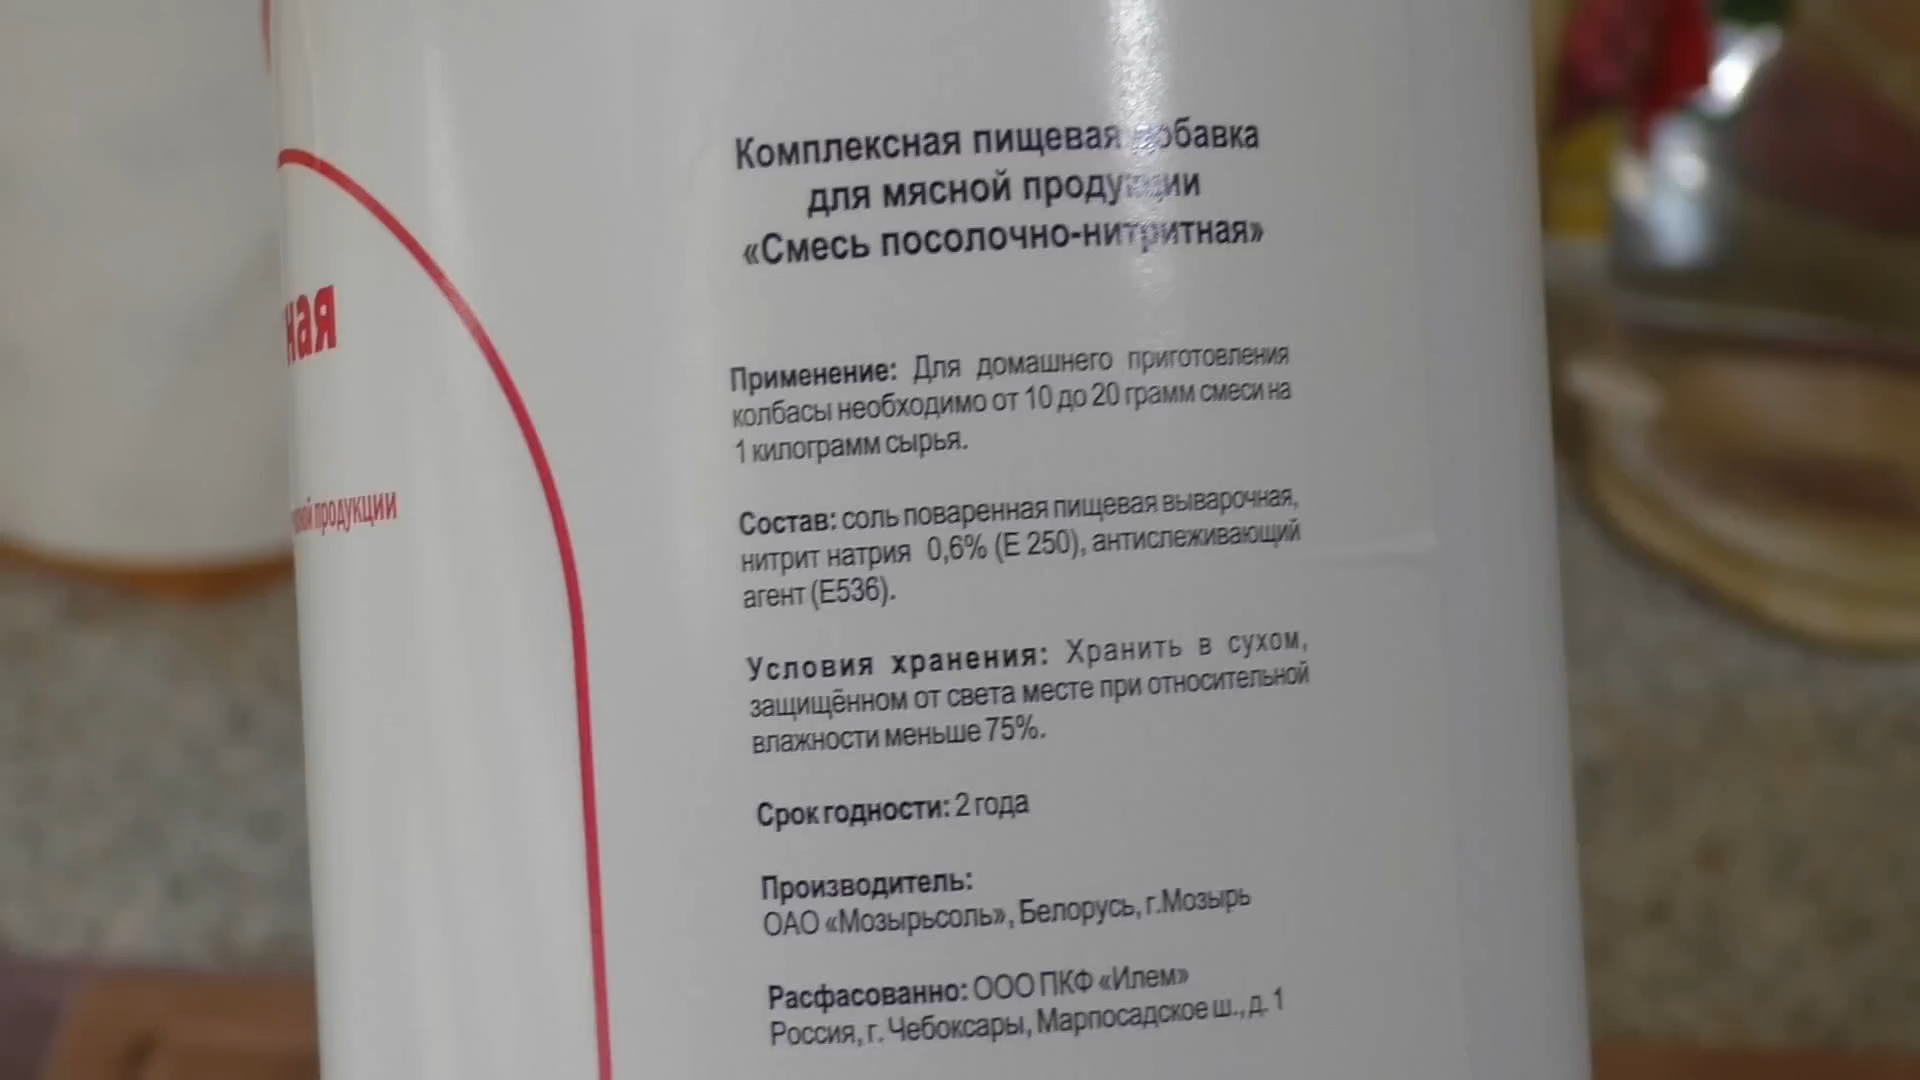 Комплексная пищевая добавка
для мясной продукции
«Смесь посолочно-нитритная»
ная
продукции
Применение: Для домашнего приготовления
колбасы необходимо от 10 до 20 грамм смеси на
1 килограмм сырья.
Состав: соль поваренная пищевая выварочная,
нитрит натрия 0,6% (Е 250), антислеживающий
агент (Е536).
Условия хранения: Хранить в сухом,
защищённом от света месте при относительной
влажности меньше 75%.
Срок годности: 2 года
Производитель:
ОАО «Мозырьсоль», Белорусь, г.Мозырь
Расфасованно: ООО ПКФ «Илем»
Россия, г. Чебоксары, Марпосадское ш., д. 1